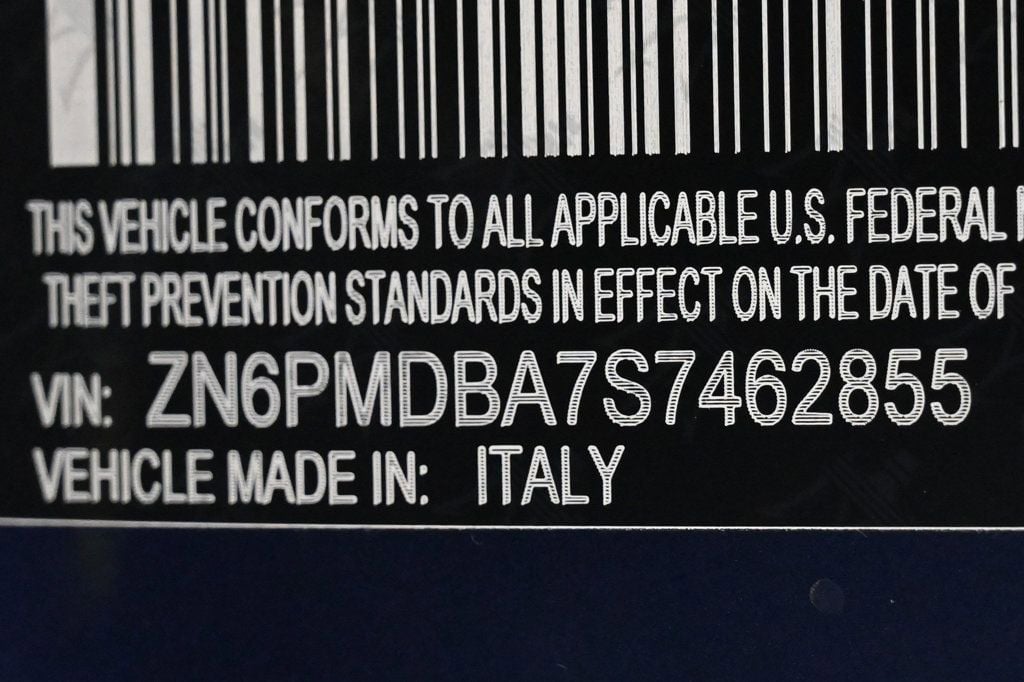 THIS VEHICLE CONFORMS TO ALL APPLICABLE U.S. FEDERAL
THEFT PREVENTION STANDARDS IN EFFECT ON THE DATE OF
VIN: ZN6PMDBA7S7462855
VEHICLE MADE IN: ITALY